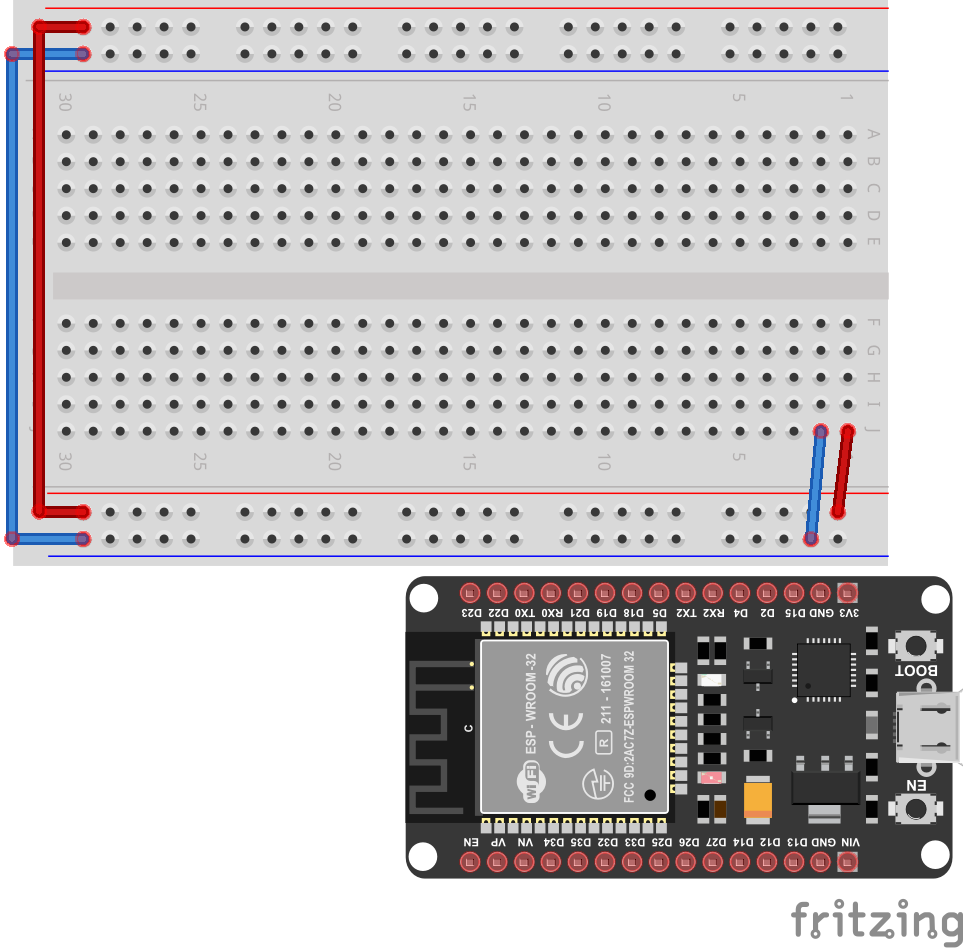 30 25 20 15 10 5 1
A
B
C
D
E
F
G
H
I
J
30 25 20 15 10 5
D23 D22 TX0 RX0 D21 D19 D18 D5 TX2 RX2 D4 D2 D15 GND 3V3
BOOT
ESP - WROOM-32
CE
R 211 - 161007
FCC 9D:2AC7Z-ESPWROOM 32
C
WiFi
EN
EN VP VN D34 D35 D32 D33 D25 D26 D27 D14 D12 D13 GND VIN
fritzing